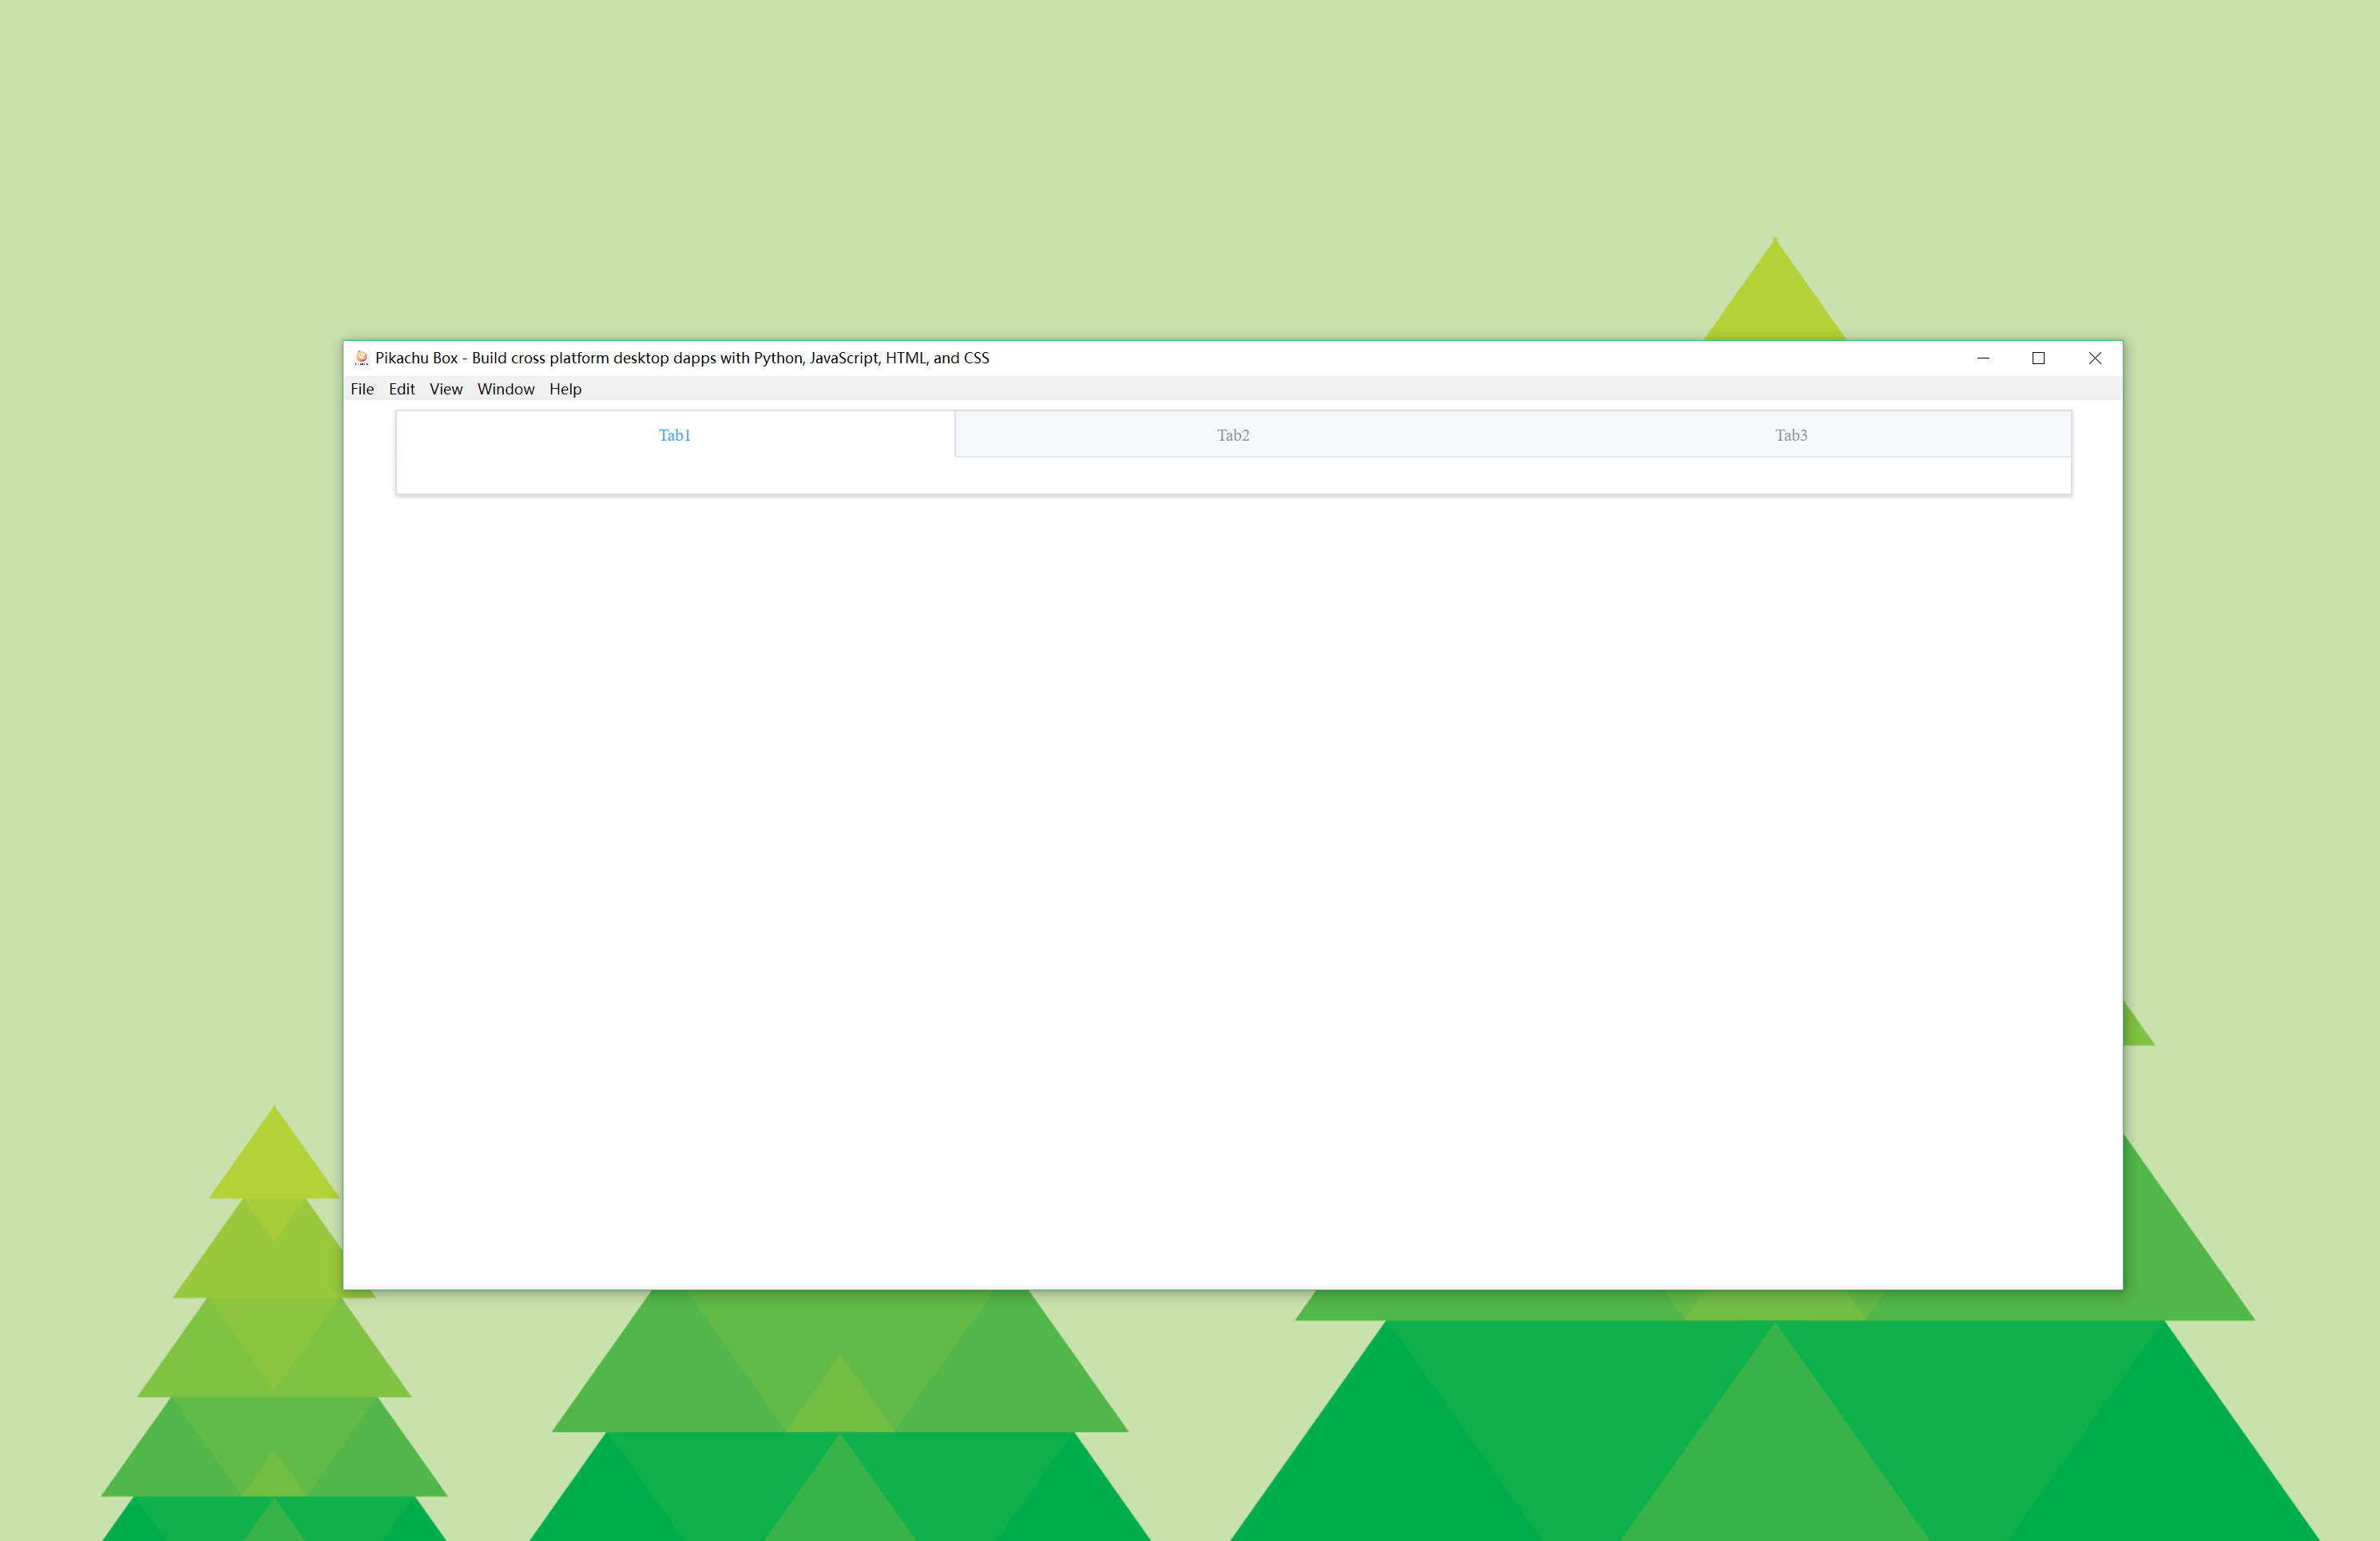 Pikachu Box - Build cross platform desktop dapps with Python, JavaScript, HTML, and CSS
File Edit View Window Help
Tab1 Tab2 Tab3